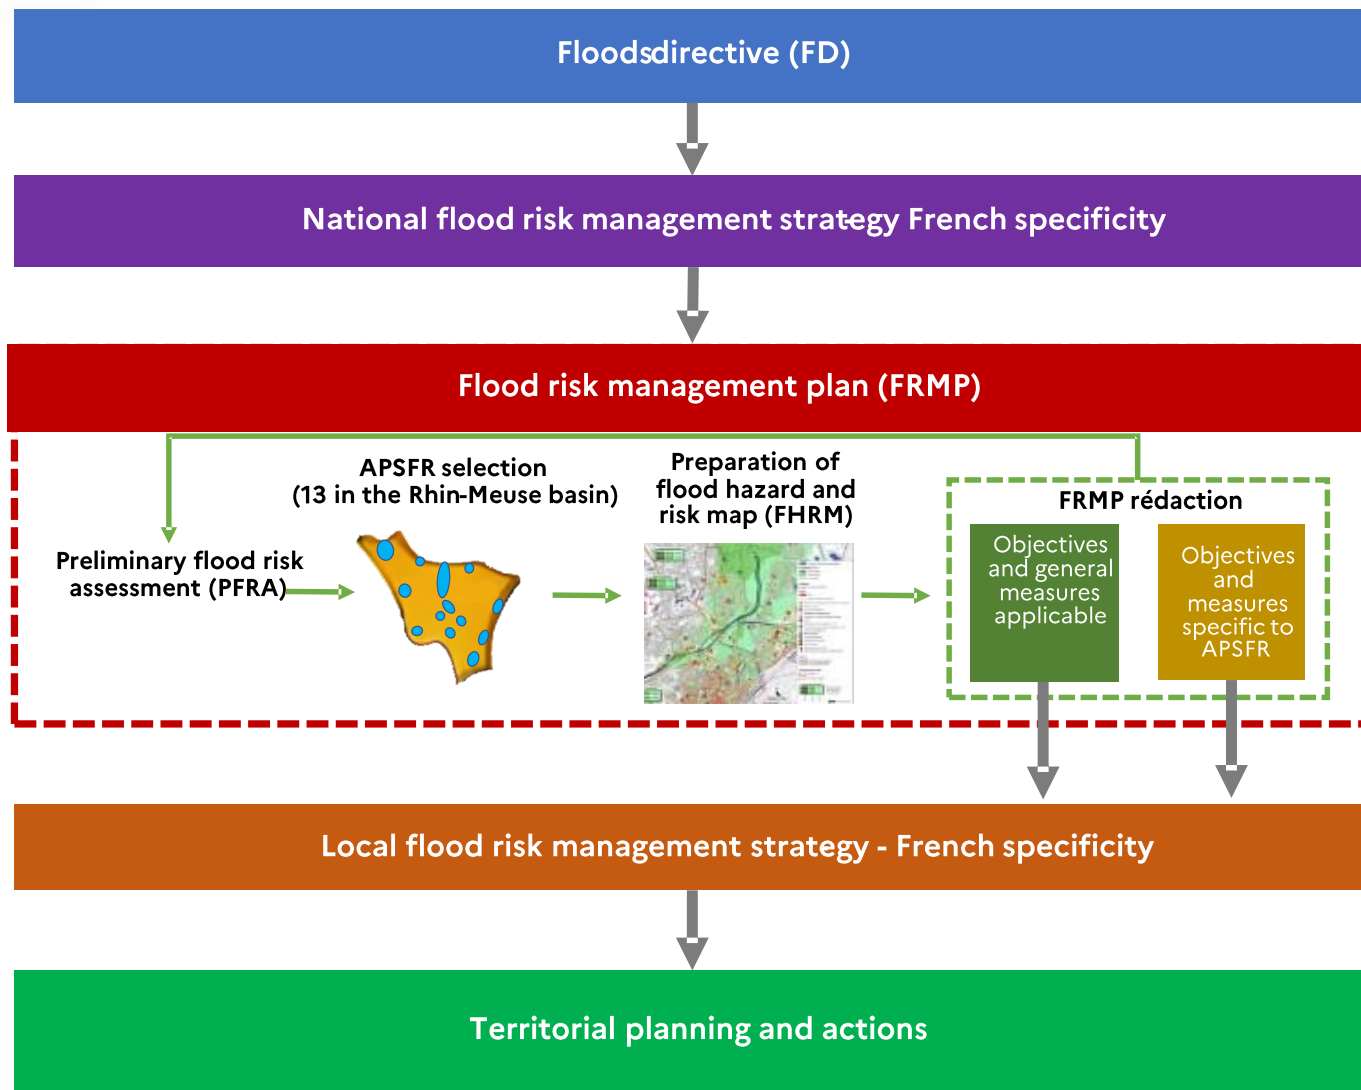 Floodsdirective (FD)
National flood risk management strategy French specificity
Flood risk management plan (FRMP)
Preliminary flood risk
assessment (PFRA)
APSFR selection
(13 in the Rhin-Meuse basin)
Preparation of
flood hazard and
risk map (FHRM)
FRMP rédaction
Objectives
and general
measures
applicable
Objectives
and
measures
specific to
APSFR
Local flood risk management strategy - French specificity
Territorial planning and actions